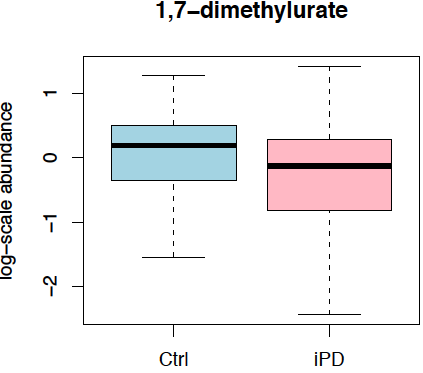 1,7−dimethylurate
log−scale abundance
1
0
−1
−2
Ctrl
iPD